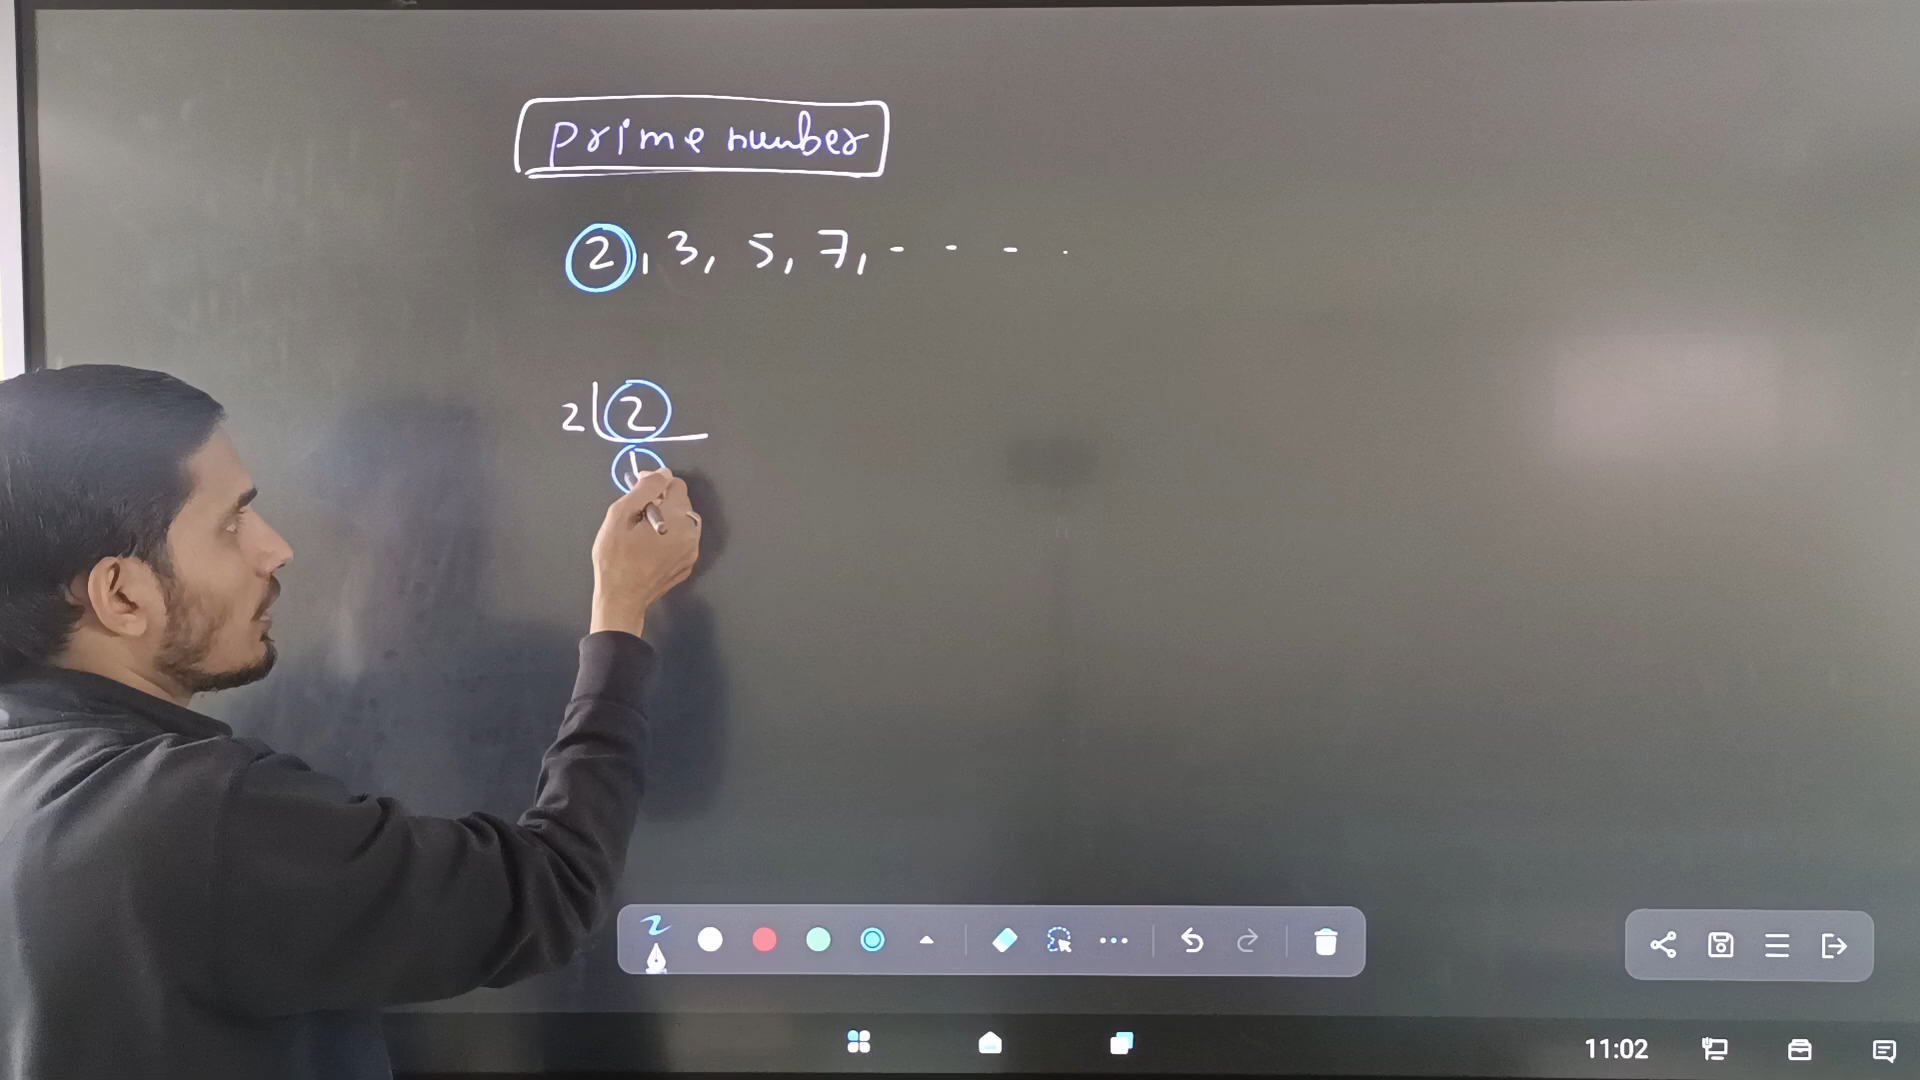 prime number
2, 3, 5, 7, - - - .
2 2
1
11:02